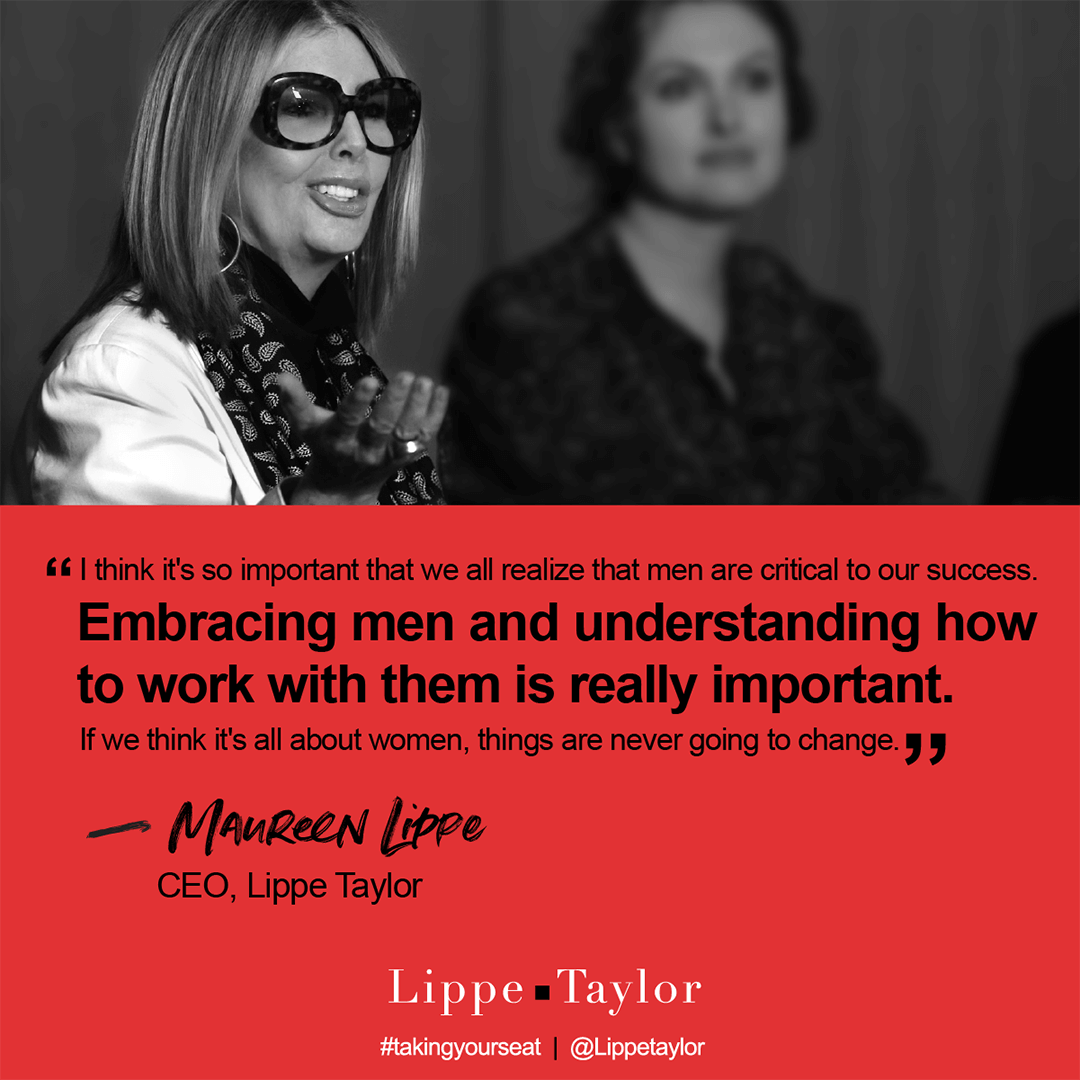 “ I think it's so important that we all realize that men are critical to our success.
Embracing men and understanding how
to work with them is really important.
If we think it's all about women, things are never going to change. ”
— Maureen Lippe
CEO, Lippe Taylor
Lippe ▪ Taylor
#takingyourseat | @Lippetaylor